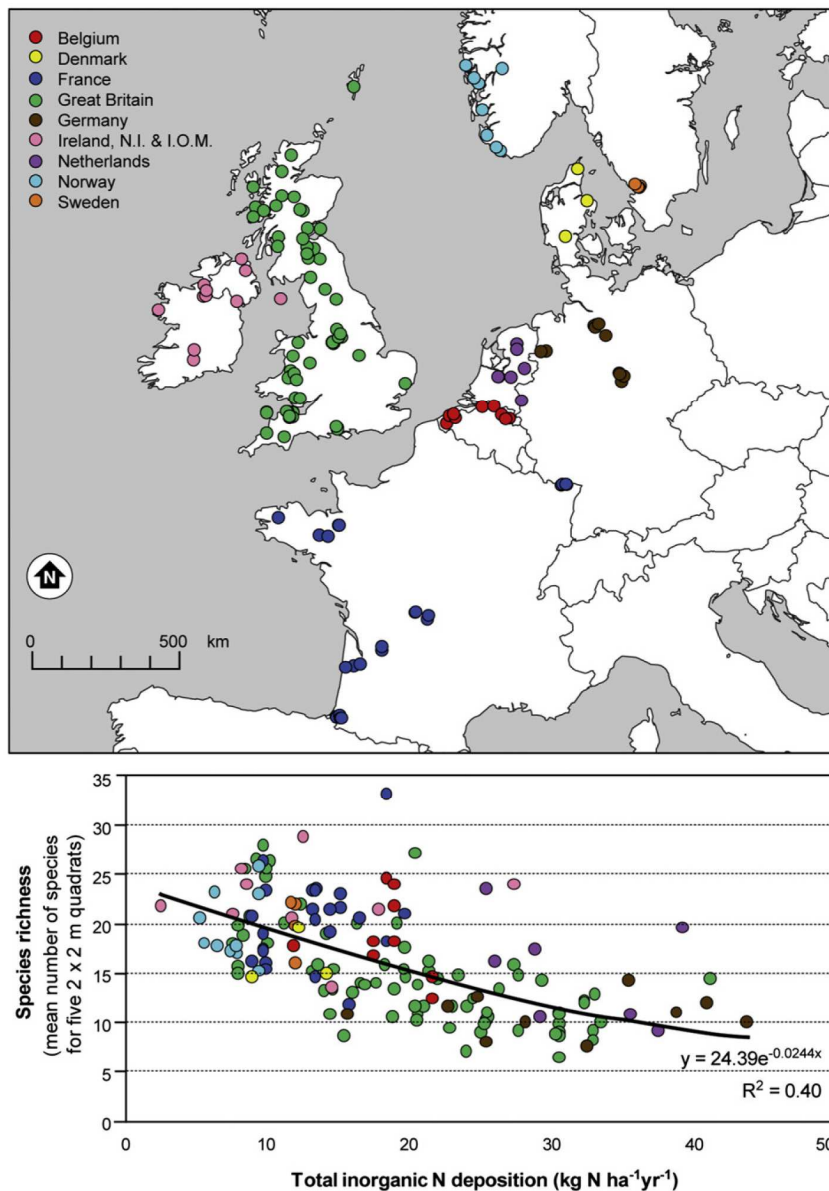 Belgium
Denmark
France
Great Britain
Germany
Ireland, N.I. & I.O.M.
Netherlands
Norway
Sweden
N
0 500 km
35
30
25
20
15
10
5
0
Species richness
(mean number of species
for five 2 x 2 m quadrats)
y = 24.39e^-0.0244x
R² = 0.40
0 10 20 30 40 50
Total inorganic N deposition (kg N ha⁻¹yr⁻¹)